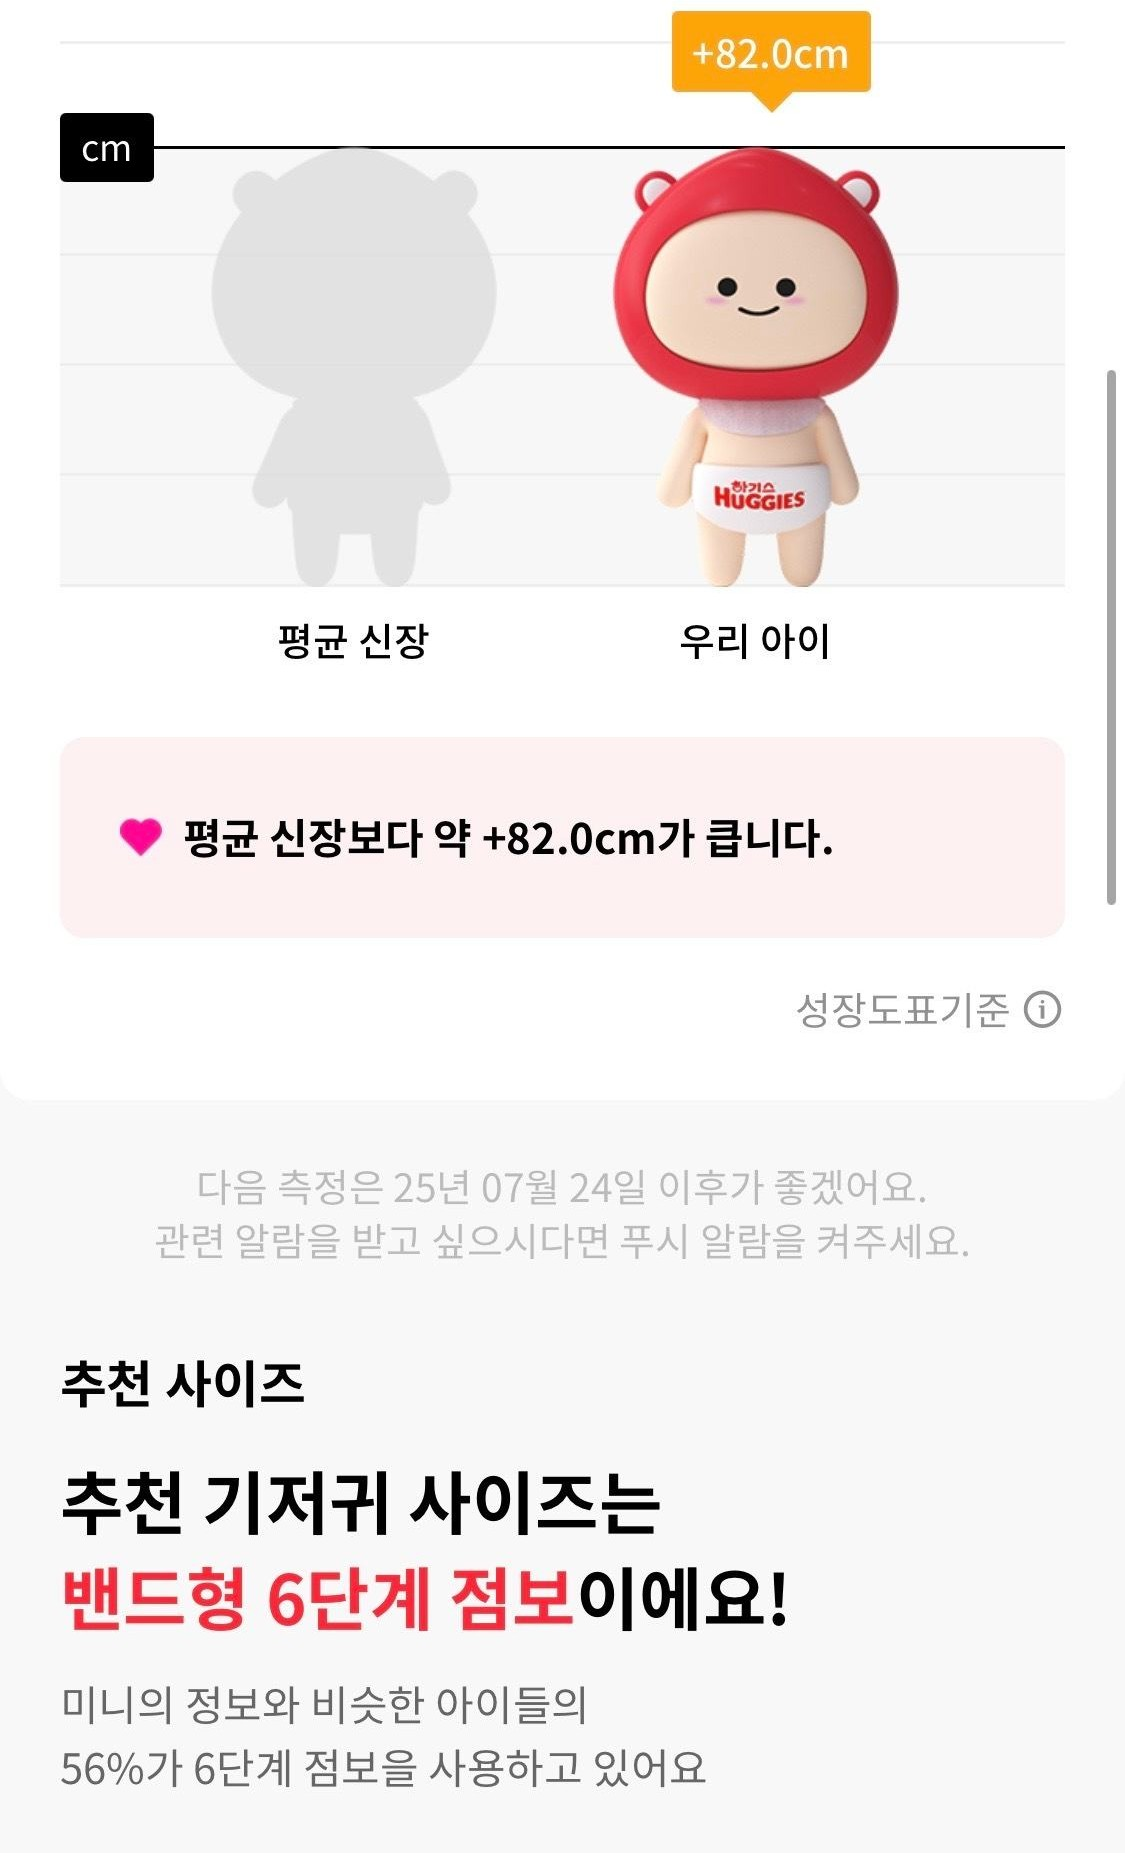 +82.0cm
cm
하기스
HUGGIES
평균 신장
우리 아이
평균 신장보다 약 +82.0cm가 큽니다.
성장도표기준
다음 측정은 25년 07월 24일 이후가 좋겠어요.
관련 알람을 받고 싶으시다면 푸시 알람을 켜주세요.
추천 사이즈
추천 기저귀 사이즈는
밴드형 6단계 점보이에요!
미니의 정보와 비슷한 아이들의
56%가 6단계 점보을 사용하고 있어요